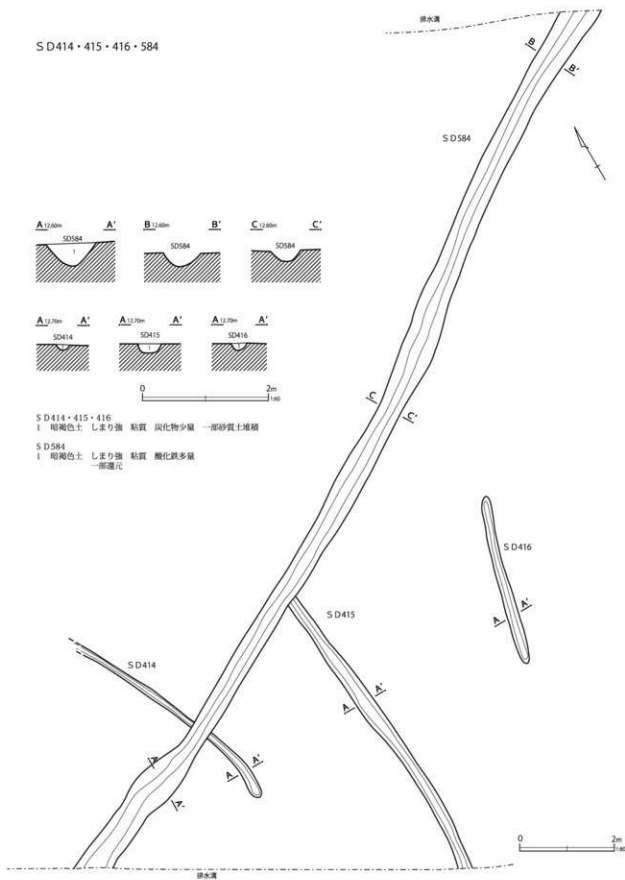 排水溝
SD414・415・416・584
B
B'
SD584
A 12.60m A' B 12.60m B' C 12.60m C'
SD584 SD584 SD584
1
A 12.70m A' A 12.70m A' A 12.70m A'
SD414 SD415 SD416
1
0 2m
1:60
C
C'
SD414・415・416
1 暗褐色土 しまり強 粘質 炭化物少量 一部砂質土堆積
SD584
1 暗褐色土 しまり強 粘質 酸化鉄多量
一部還元
SD416
A A'
SD415
SD414
A A'
A
A'
A A'
0 2m
排水溝